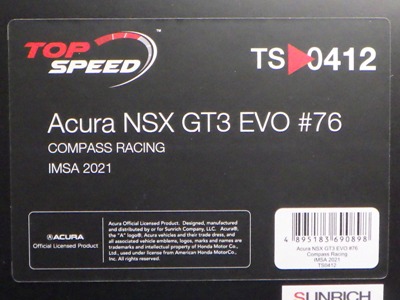 TOP
SPEED
TM
TS 0412
Acura NSX GT3 EVO #76
COMPASS RACING
IMSA 2021
ACURA
Official Licensed Product
Acura Official Licensed Product. Designed, manufactured
and distributed by or for Sunrich Company, LLC. Acura®,
the "A" logo®, Acura vehicles and their trade dress, and
all associated vehicle emblems, logos, marks and names are
trademarks and intellectual property of Honda Motor Co.,
Ltd., used under license from American Honda MotorCo.,
Inc. All rights reserved.
4 895183 690898
Acura NSX GT3 EVO #76
Compass Racing
IMSA 2021
TS0412
SUNRICH